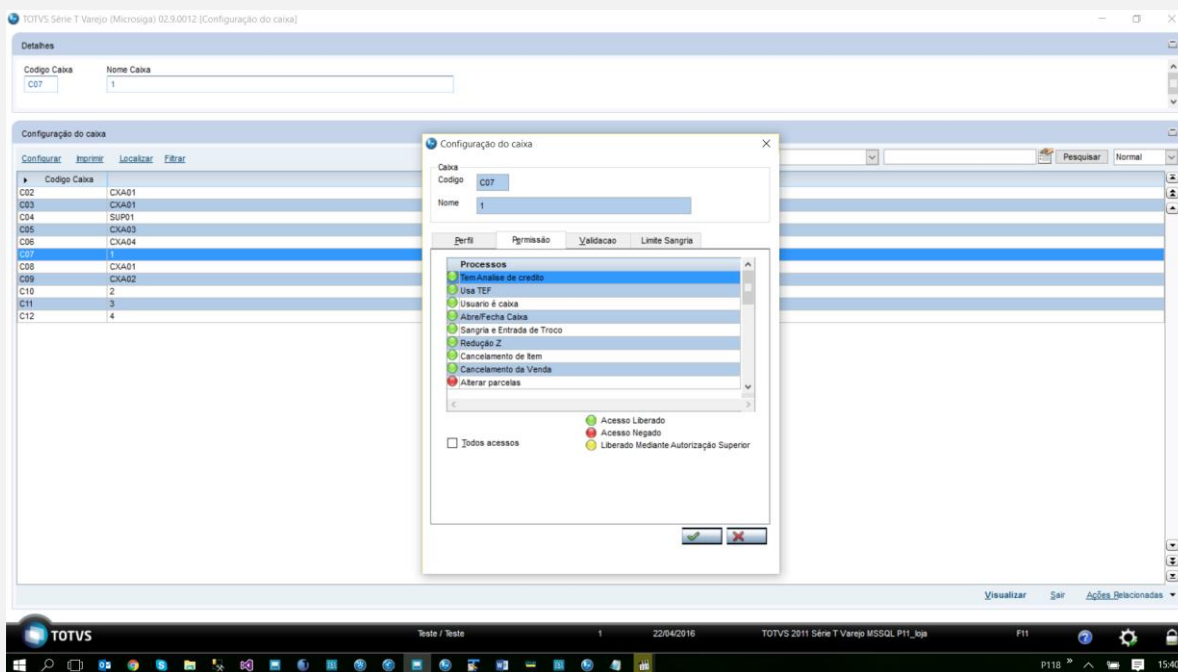 TOTVS Série T Varejo (Microsiga) 02.9.0012 [Configuração do caixa]
Detalhes
Codigo Caixa Nome Caixa
C07 1
Configuração do caixa
Configurar Imprimir Localizar Filtrar Pesquisar Normal
Codigo Caixa
C02 CXA01
C03 CXA01
C04 SUP01
C05 CXA03
C06 CXA04
C07 1
C08 CXA01
C09 CXA02
C10 2
C11 3
C12 4
Configuração do caixa
Caixa
Codigo C07
Nome 1
Perfil Permissão Validacao Limite Sangria
Processos
Tem Analise de credito
Usa TEF
Usuario é caixa
Abre/Fecha Caixa
Sangria e Entrada de Troco
Redução Z
Cancelamento de Item
Cancelamento da Venda
Alterar parcelas
Acesso Liberado
Acesso Negado
Todos acessos
Liberado Mediante Autorização Superior
Visualizar Sair Ações Relacionadas
TOTVS Teste / Teste 1 22/04/2016 TOTVS 2011 Série T Varejo MSSQL P11_loja F11
P118 15:40